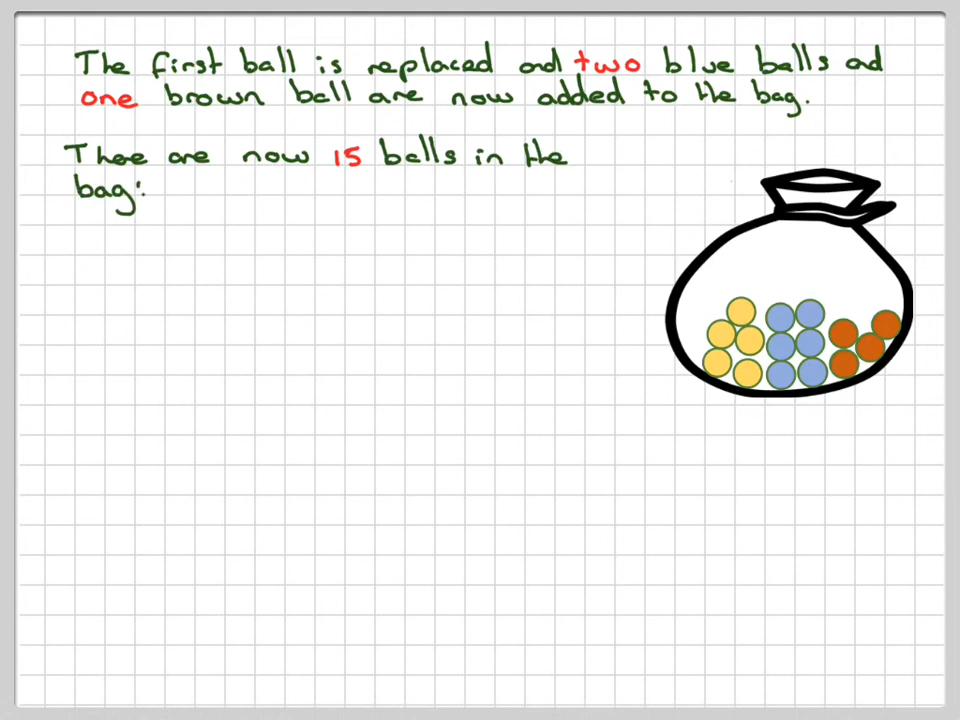 The first ball is replaced and two blue balls and
one brown ball are now added to the bag.
There are now 15 balls in the
bag: